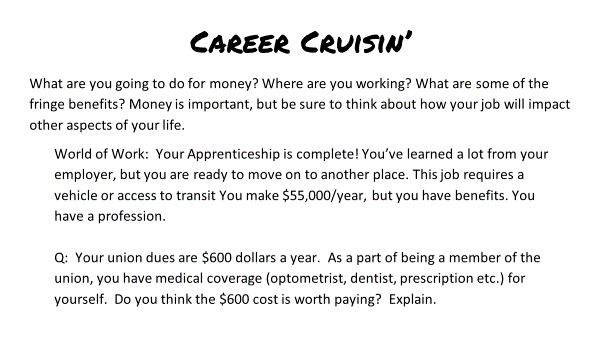 Career Cruisin'
What are you going to do for money? Where are you working? What are some of the
fringe benefits? Money is important, but be sure to think about how your job will impact
other aspects of your life.
World of Work:  Your Apprenticeship is complete! You've learned a lot from your
employer, but you are ready to move on to another place. This job requires a
vehicle or access to transit You make $55,000/year, but you have benefits. You
have a profession.
Q:  Your union dues are $600 dollars a year.  As a part of being a member of the
union, you have medical coverage (optometrist, dentist, prescription etc.) for
yourself.  Do you think the $600 cost is worth paying?  Explain.